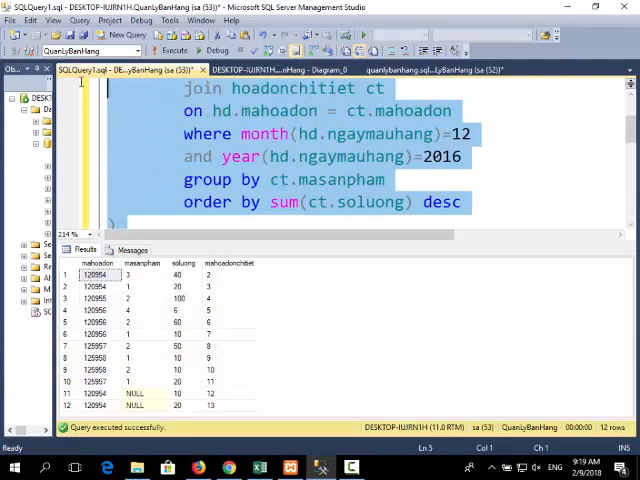 SQLQuery1.sql - DESKTOP-IUJRN1H.QuanLyBanHang (sa (53))* - Microsoft SQL Server Management Studio
File Edit View Query Project Debug Tools Window Help
New Query
QuanLyBanHang Execute Debug
Ob... SQLQuery1.sql - DE...yBanHang (sa (53))* DESKTOP-IUJRN1H...nHang - Diagram_0 quanlybanhang.sql...LyBanHang (sa (52))*
join hoadonchitiet ct
on hd.mahoadon = ct.mahoadon
where month(hd.ngaymauhang)=12
and year(hd.ngaymauhang)=2016
group by ct.masanpham
order by sum(ct.soluong) desc
)
214 %
Results Messages
mahoadon masanpham soluong mahoadonchitiet
1 120954 3 40 2
2 120954 1 20 3
3 120955 2 100 4
4 120956 4 6 5
5 120956 2 60 6
6 120956 1 10 7
7 125957 2 50 8
8 125958 1 10 9
9 125958 2 10 10
10 125957 1 20 11
11 120954 NULL 10 12
12 120954 NULL 20 13
Query executed successfully. DESKTOP-IUJRN1H (11.0 RTM) sa (53) QuanLyBanHang 00:00:00 12 rows
Ready Ln 5 Col 1 Ch 1 INS
ENG 9:19 AM
2/9/2018